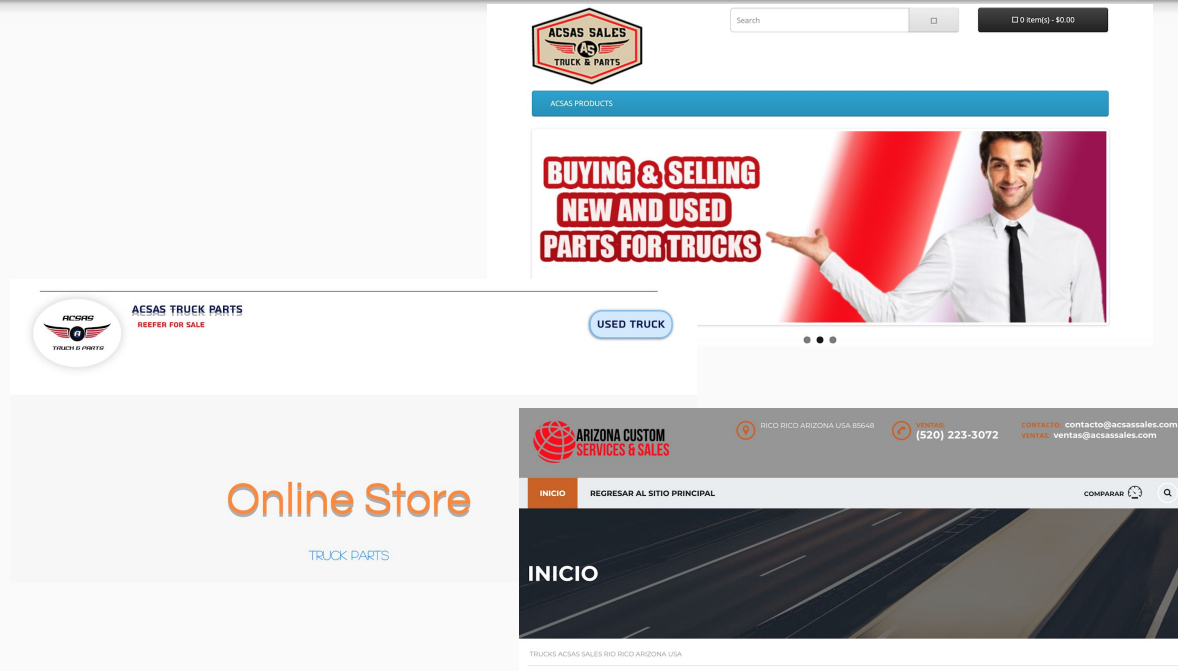 ACSAS SALES
AS
TRUCK & PARTS
Search
0 item(s) - $0.00
ACSAS PRODUCTS
BUYING & SELLING
NEW AND USED
PARTS FOR TRUCKS
ACSAS
A
TRUCK & PARTS
ACSAS TRUCK PARTS
REEFER FOR SALE
USED TRUCK
Online Store
TRUCK PARTS
ARIZONA CUSTOM
SERVICES & SALES
RICO RICO ARIZONA USA 85648
VENTAS:
(520) 223-3072
CONTACTO: contacto@acsassales.com
VENTAS: ventas@acsassales.com
INICIO
REGRESAR AL SITIO PRINCIPAL
COMPARAR
INICIO
TRUCKS ACSAS SALES RIO RICO ARIZONA USA